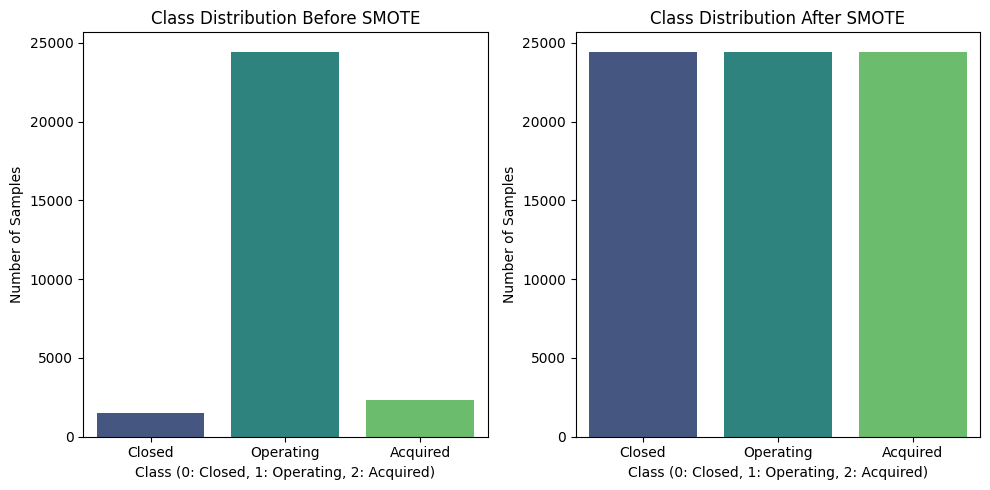 Class Distribution Before SMOTE
25000
20000
15000
10000
5000
0
Number of Samples
Closed
Operating
Acquired
Class (0: Closed, 1: Operating, 2: Acquired)
Class Distribution After SMOTE
25000
20000
15000
10000
5000
0
Number of Samples
Closed
Operating
Acquired
Class (0: Closed, 1: Operating, 2: Acquired)